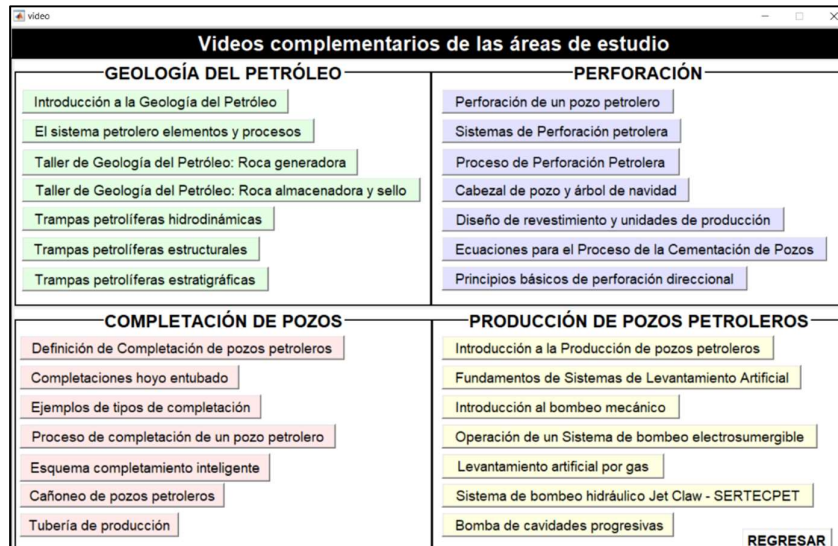 video
Videos complementarios de las áreas de estudio
GEOLOGÍA DEL PETRÓLEO
Introducción a la Geología del Petróleo
El sistema petrolero elementos y procesos
Taller de Geología del Petróleo: Roca generadora
Taller de Geología del Petróleo: Roca almacenadora y sello
Trampas petrolíferas hidrodinámicas
Trampas petrolíferas estructurales
Trampas petrolíferas estratigráficas
PERFORACIÓN
Perforación de un pozo petrolero
Sistemas de Perforación petrolera
Proceso de Perforación Petrolera
Cabezal de pozo y árbol de navidad
Diseño de revestimiento y unidades de producción
Ecuaciones para el Proceso de la Cementación de Pozos
Principios básicos de perforación direccional
COMPLETACIÓN DE POZOS
Definición de Completación de pozos petroleros
Completaciones hoyo entubado
Ejemplos de tipos de completación
Proceso de completación de un pozo petrolero
Esquema completamiento inteligente
Cañoneo de pozos petroleros
Tubería de producción
PRODUCCIÓN DE POZOS PETROLEROS
Introducción a la Producción de pozos petroleros
Fundamentos de Sistemas de Levantamiento Artificial
Introducción al bombeo mecánico
Operación de un Sistema de bombeo electrosumergible
Levantamiento artificial por gas
Sistema de bombeo hidráulico Jet Claw - SERTECPET
Bomba de cavidades progresivas
REGRESAR